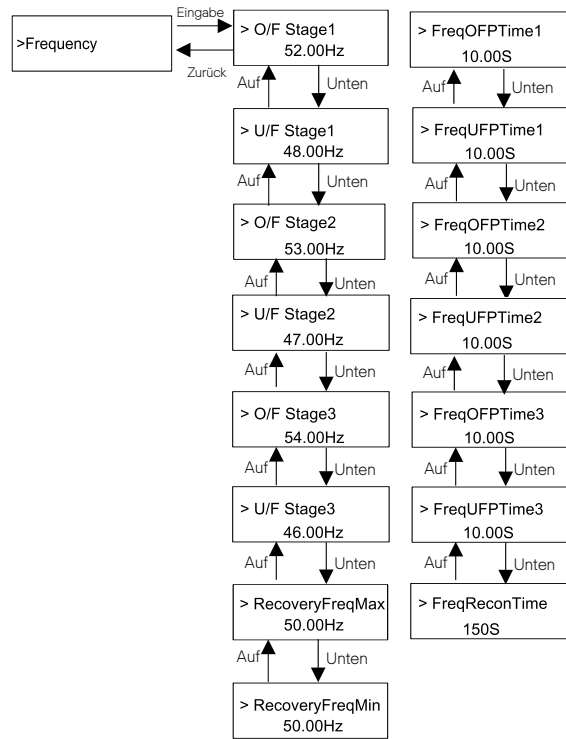 >Frequency
Eingabe
Zurück
> O/F Stage1
52.00Hz
Auf
Unten
> U/F Stage1
48.00Hz
Auf
Unten
> O/F Stage2
53.00Hz
Auf
Unten
> U/F Stage2
47.00Hz
Auf
Unten
> O/F Stage3
54.00Hz
Auf
Unten
> U/F Stage3
46.00Hz
Auf
Unten
> RecoveryFreqMax
50.00Hz
Auf
Unten
> RecoveryFreqMin
50.00Hz
> FreqOFPTime1
10.00S
Auf
Unten
> FreqUFPTime1
10.00S
Auf
Unten
> FreqOFPTime2
10.00S
Auf
Unten
> FreqUFPTime2
10.00S
Auf
Unten
> FreqOFPTime3
10.00S
Auf
Unten
> FreqUFPTime3
10.00S
Auf
Unten
> FreqReconTime
150S